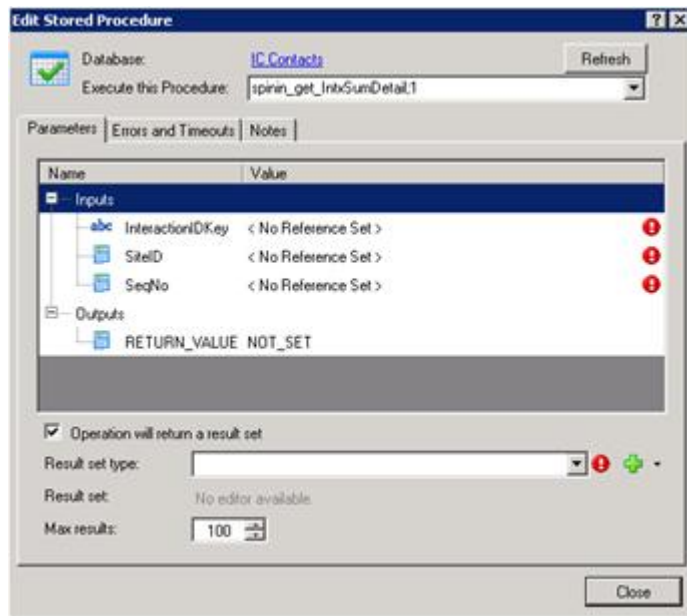 Edit Stored Procedure
Database: IC Contacts Refresh
Execute this Procedure: spinin_get_IntxSumDetail;1
Parameters Errors and Timeouts Notes
Name Value
Inputs
abc InteractionIDKey < No Reference Set >
SiteID < No Reference Set >
SeqNo < No Reference Set >
Outputs
RETURN_VALUE NOT_SET
Operation will return a result set
Result set type:
Result set: No editor available
Max results: 100
Close